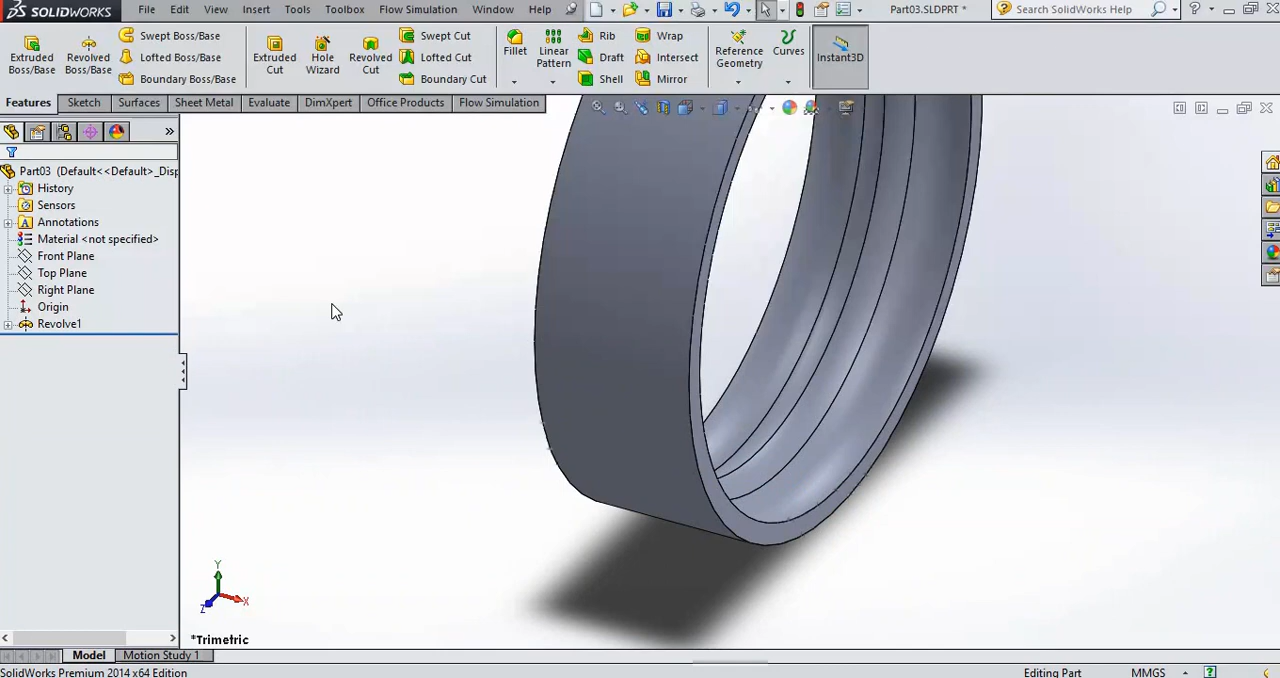 SOLIDWORKS File Edit View Insert Tools Toolbox Flow Simulation Window Help Part03.SLDPRT * Search SolidWorks Help
Extruded Boss/Base
Revolved Boss/Base
Swept Boss/Base
Lofted Boss/Base
Boundary Boss/Base
Extruded Cut
Hole Wizard
Revolved Cut
Swept Cut
Lofted Cut
Boundary Cut
Fillet
Linear Pattern
Rib
Draft
Shell
Wrap
Intersect
Mirror
Reference Geometry
Curves
Instant3D
Features Sketch Surfaces Sheet Metal Evaluate DimXpert Office Products Flow Simulation
Part03 (Default<<Default>_Disp
History
Sensors
Annotations
Material <not specified>
Front Plane
Top Plane
Right Plane
Origin
Revolve1
Y
X
Z
*Trimetric
Model Motion Study 1
SolidWorks Premium 2014 x64 Edition Editing Part MMGS